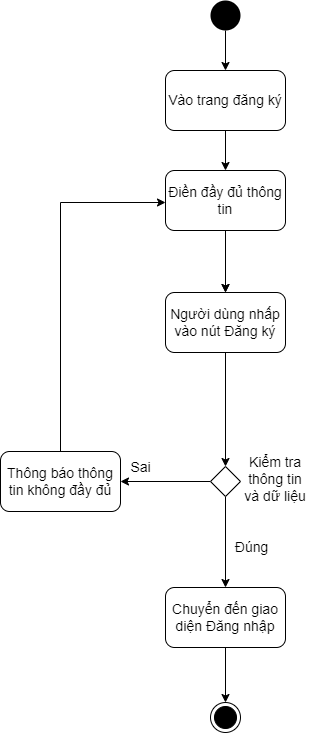 Vào trang đăng ký
Điền đầy đủ thông
tin
Người dùng nhấp
vào nút Đăng ký
Kiểm tra
thông tin
và dữ liệu
Sai
Thông báo thông
tin không đầy đủ
Đúng
Chuyển đến giao
diện Đăng nhập